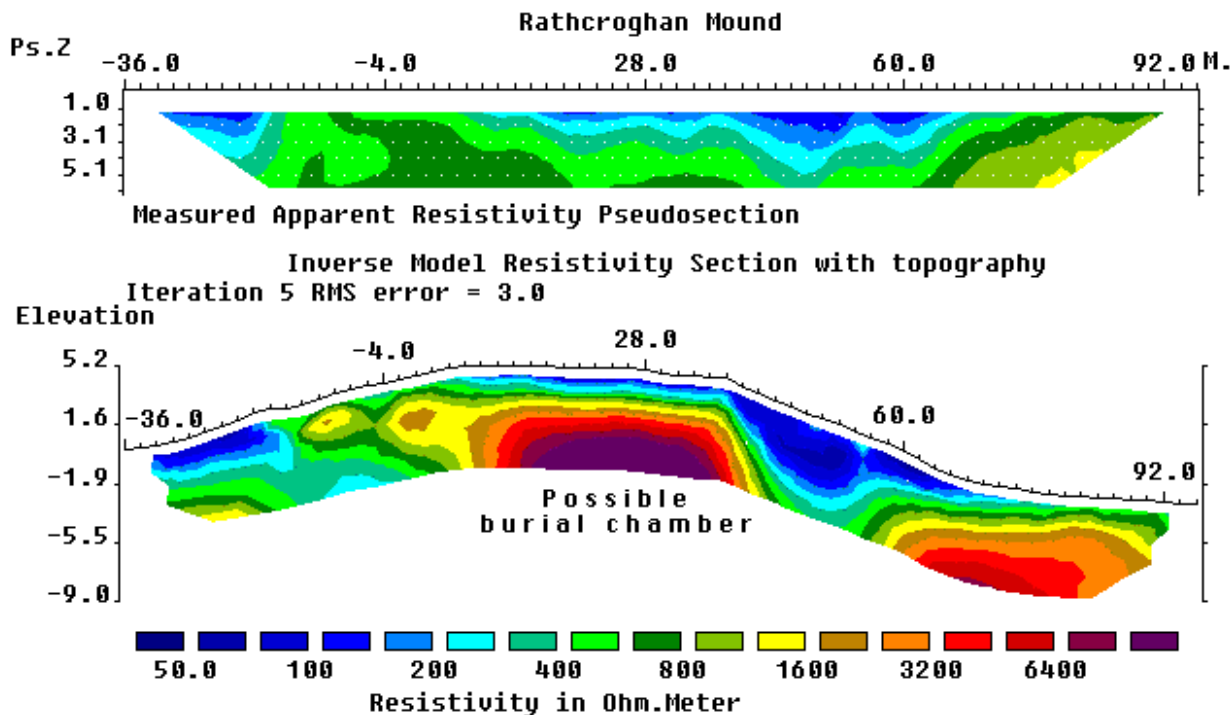 Rathcroghan Mound
Ps.Z
-36.0 -4.0 28.0 60.0 92.0 M.
1.0
3.1
5.1
Measured Apparent Resistivity Pseudosection
Inverse Model Resistivity Section with topography
Iteration 5 RMS error = 3.0
Elevation
5.2
1.6
-1.9
-5.5
-9.0
-36.0
-4.0
28.0
60.0
92.0
Possible
burial chamber
50.0 100 200 400 800 1600 3200 6400
Resistivity in Ohm.Meter